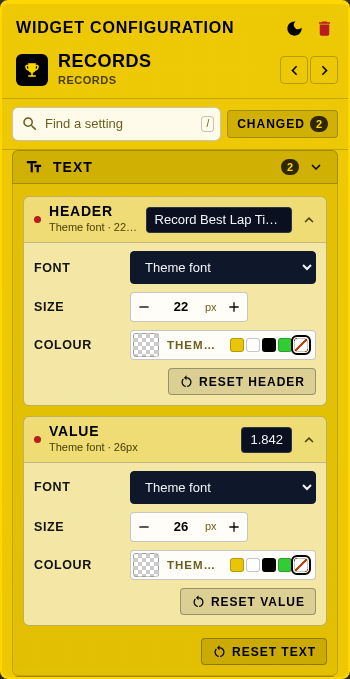 WIDGET CONFIGURATION
RECORDS
RECORDS
Find a setting /
CHANGED 2
TEXT 2
HEADER
Theme font · 22…
Record Best Lap Ti…
FONT Theme font
SIZE − 22 px +
COLOUR THEM…
RESET HEADER
VALUE
Theme font · 26px
1.842
FONT Theme font
SIZE − 26 px +
COLOUR THEM…
RESET VALUE
RESET TEXT